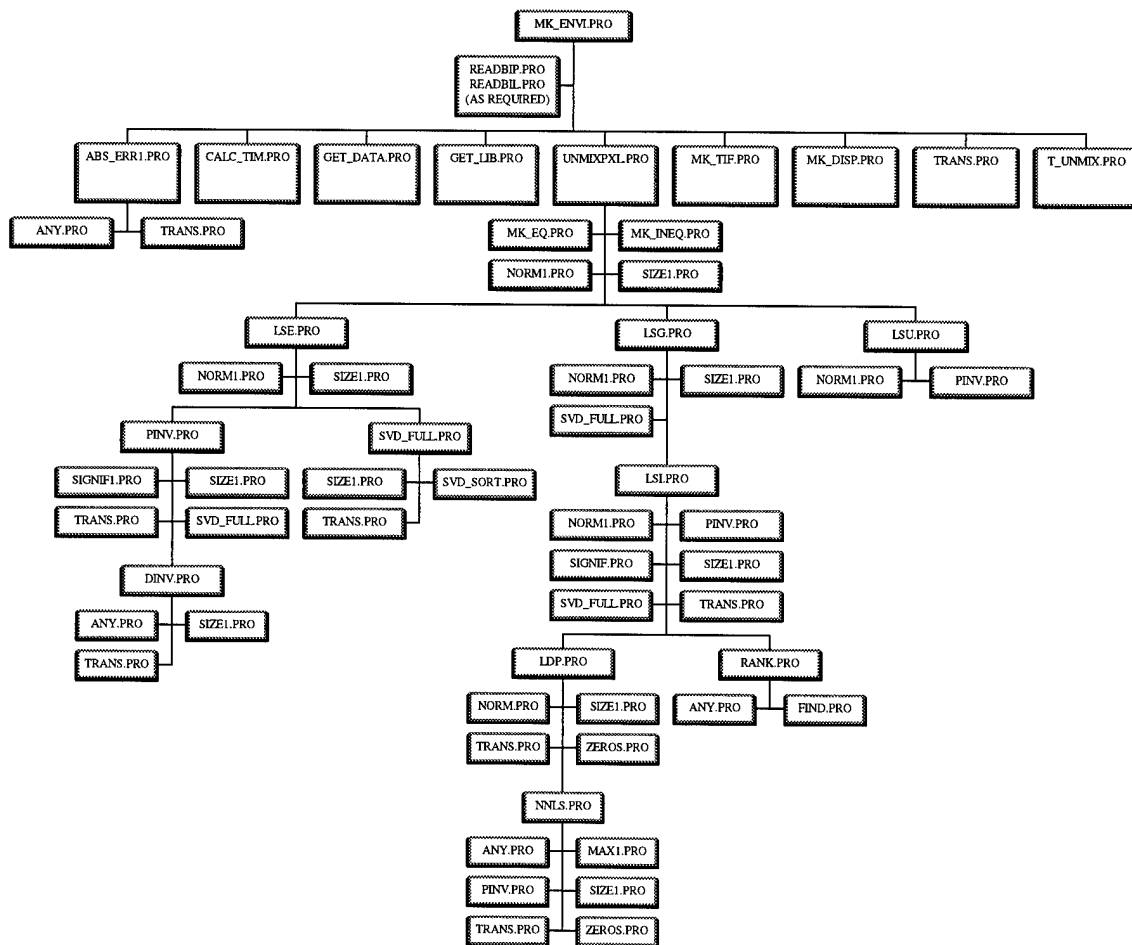 MK_ENVI.PRO
READBIP.PRO
READBIL.PRO
(AS REQUIRED)
ABS_ERR1.PRO
CALC_TIM.PRO
GET_DATA.PRO
GET_LIB.PRO
UNMIXPXL.PRO
MK_TIF.PRO
MK_DISP.PRO
TRANS.PRO
T_UNMIX.PRO
ANY.PRO
TRANS.PRO
MK_EQ.PRO
MK_INEQ.PRO
NORM1.PRO
SIZE1.PRO
LSE.PRO
LSG.PRO
LSU.PRO
NORM1.PRO
SIZE1.PRO
NORM1.PRO
SIZE1.PRO
NORM1.PRO
PINV.PRO
SVD_FULL.PRO
PINV.PRO
SVD_FULL.PRO
SIGNIF1.PRO
SIZE1.PRO
SIZE1.PRO
SVD_SORT.PRO
LSI.PRO
TRANS.PRO
SVD_FULL.PRO
TRANS.PRO
NORM1.PRO
PINV.PRO
DINV.PRO
SIGNIF.PRO
SIZE1.PRO
ANY.PRO
SIZE1.PRO
SVD_FULL.PRO
TRANS.PRO
TRANS.PRO
LDP.PRO
RANK.PRO
NORM.PRO
SIZE1.PRO
ANY.PRO
FIND.PRO
TRANS.PRO
ZEROS.PRO
NNLS.PRO
ANY.PRO
MAX1.PRO
PINV.PRO
SIZE1.PRO
TRANS.PRO
ZEROS.PRO